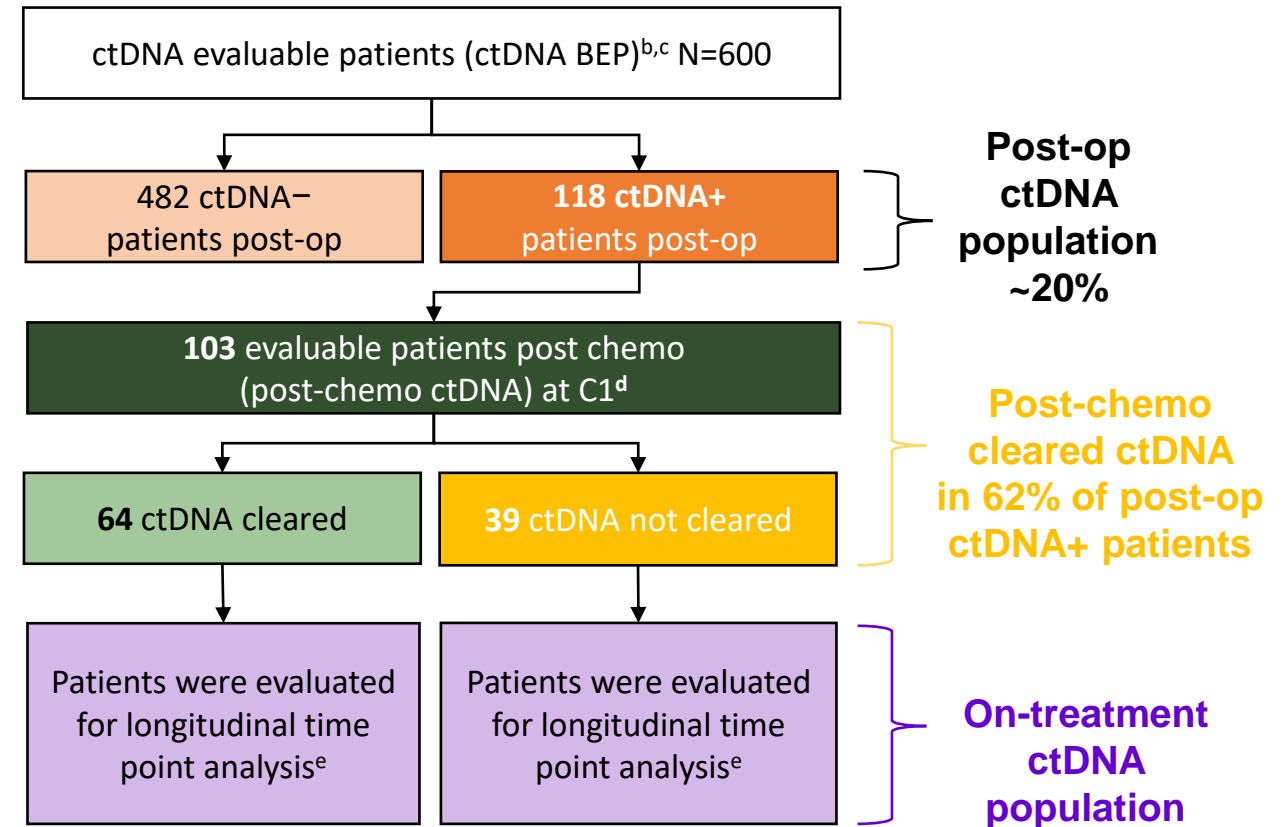 ctDNA evaluable patients (ctDNA BEP)b,c N=600
482 ctDNA−
patients post-op
118 ctDNA+
patients post-op
Post-op
ctDNA
population
~20%
103 evaluable patients post chemo
(post-chemo ctDNA) at C1d
64 ctDNA cleared
39 ctDNA not cleared
Post-chemo
cleared ctDNA
in 62% of post-op
ctDNA+ patients
Patients were evaluated
for longitudinal time
point analysise
Patients were evaluated
for longitudinal time
point analysise
On-treatment
ctDNA
population